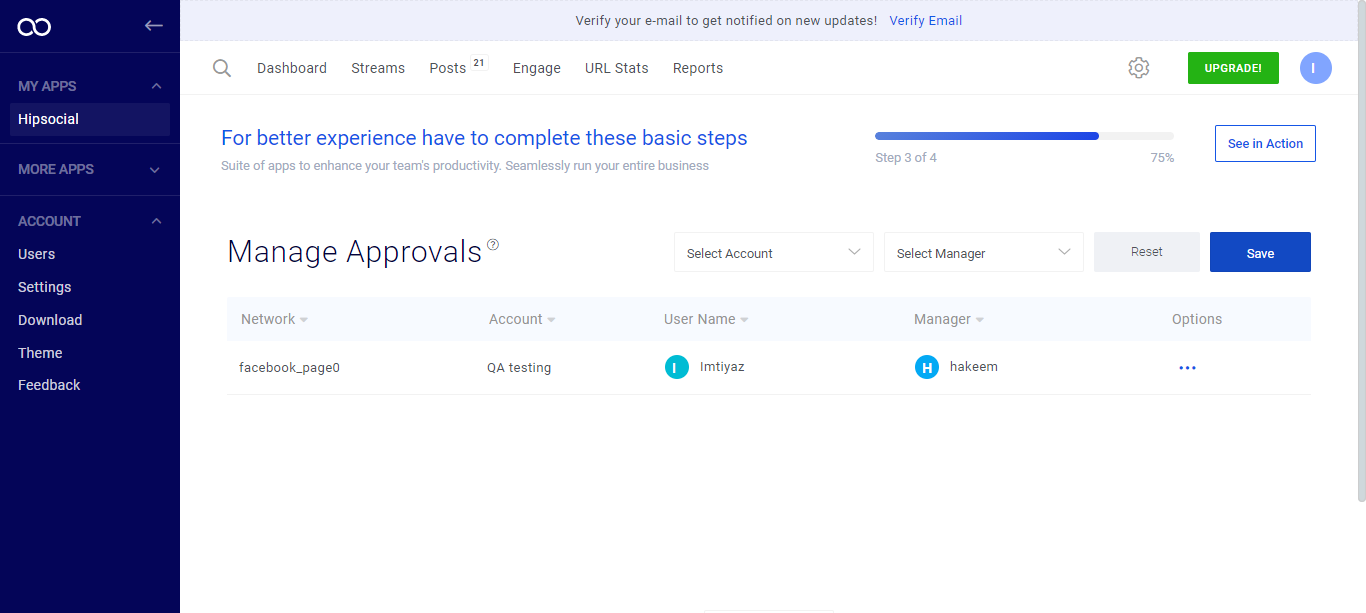 Verify your e-mail to get notified on new updates! Verify Email
MY APPS
Hipsocial
MORE APPS
ACCOUNT
Users
Settings
Download
Theme
Feedback
Dashboard Streams Posts 21 Engage URL Stats Reports
UPGRADE! I
For better experience have to complete these basic steps
Suite of apps to enhance your team's productivity. Seamlessly run your entire business
Step 3 of 4 75%
See in Action
Manage Approvals ?
Select Account Select Manager Reset Save
Network Account User Name Manager Options
facebook_page0 QA testing I Imtiyaz H hakeem